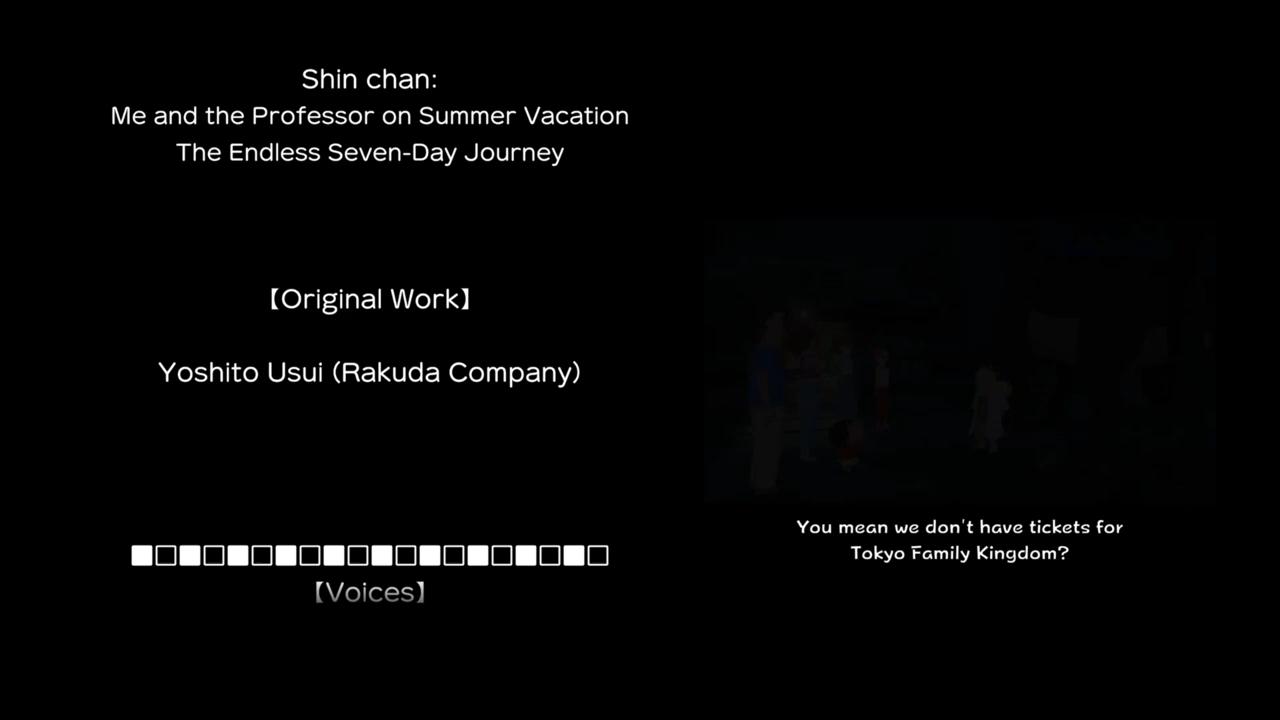 Shin chan:
Me and the Professor on Summer Vacation
The Endless Seven-Day Journey
【Original Work】
Yoshito Usui (Rakuda Company)
■□■□■□■□■□■□■□■□■□■□
【Voices】
You mean we don't have tickets for
Tokyo Family Kingdom?